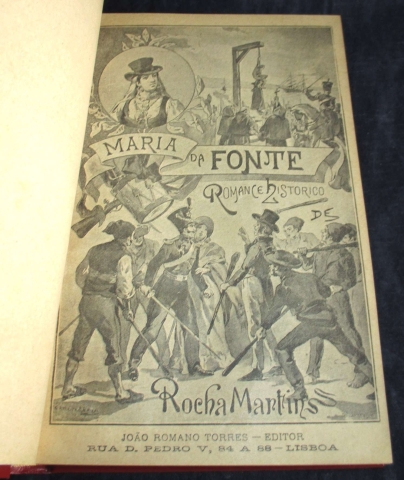 MARIA
DA FONTE
ROMANCE HISTORICO
DE
Rocha Martins
JOÃO ROMANO TORRES — EDITOR
RUA D. PEDRO V, 84 A 88 — LISBOA